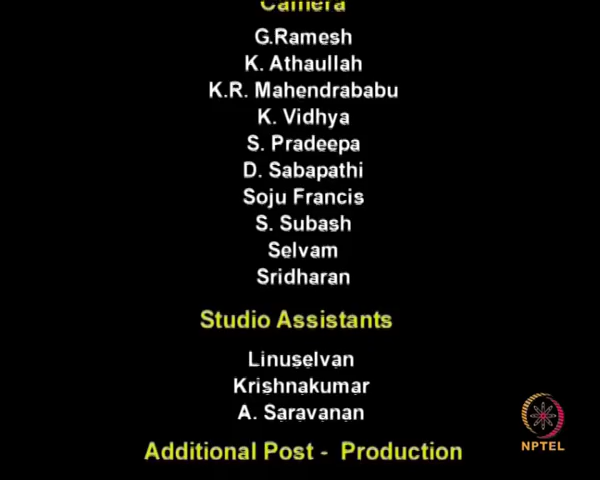 Camera
G.Ramesh
K. Athaullah
K.R. Mahendrababu
K. Vidhya
S. Pradeepa
D. Sabapathi
Soju Francis
S. Subash
Selvam
Sridharan
Studio Assistants
Linuselvan
Krishnakumar
A. Saravanan
Additional Post - Production
NPTEL